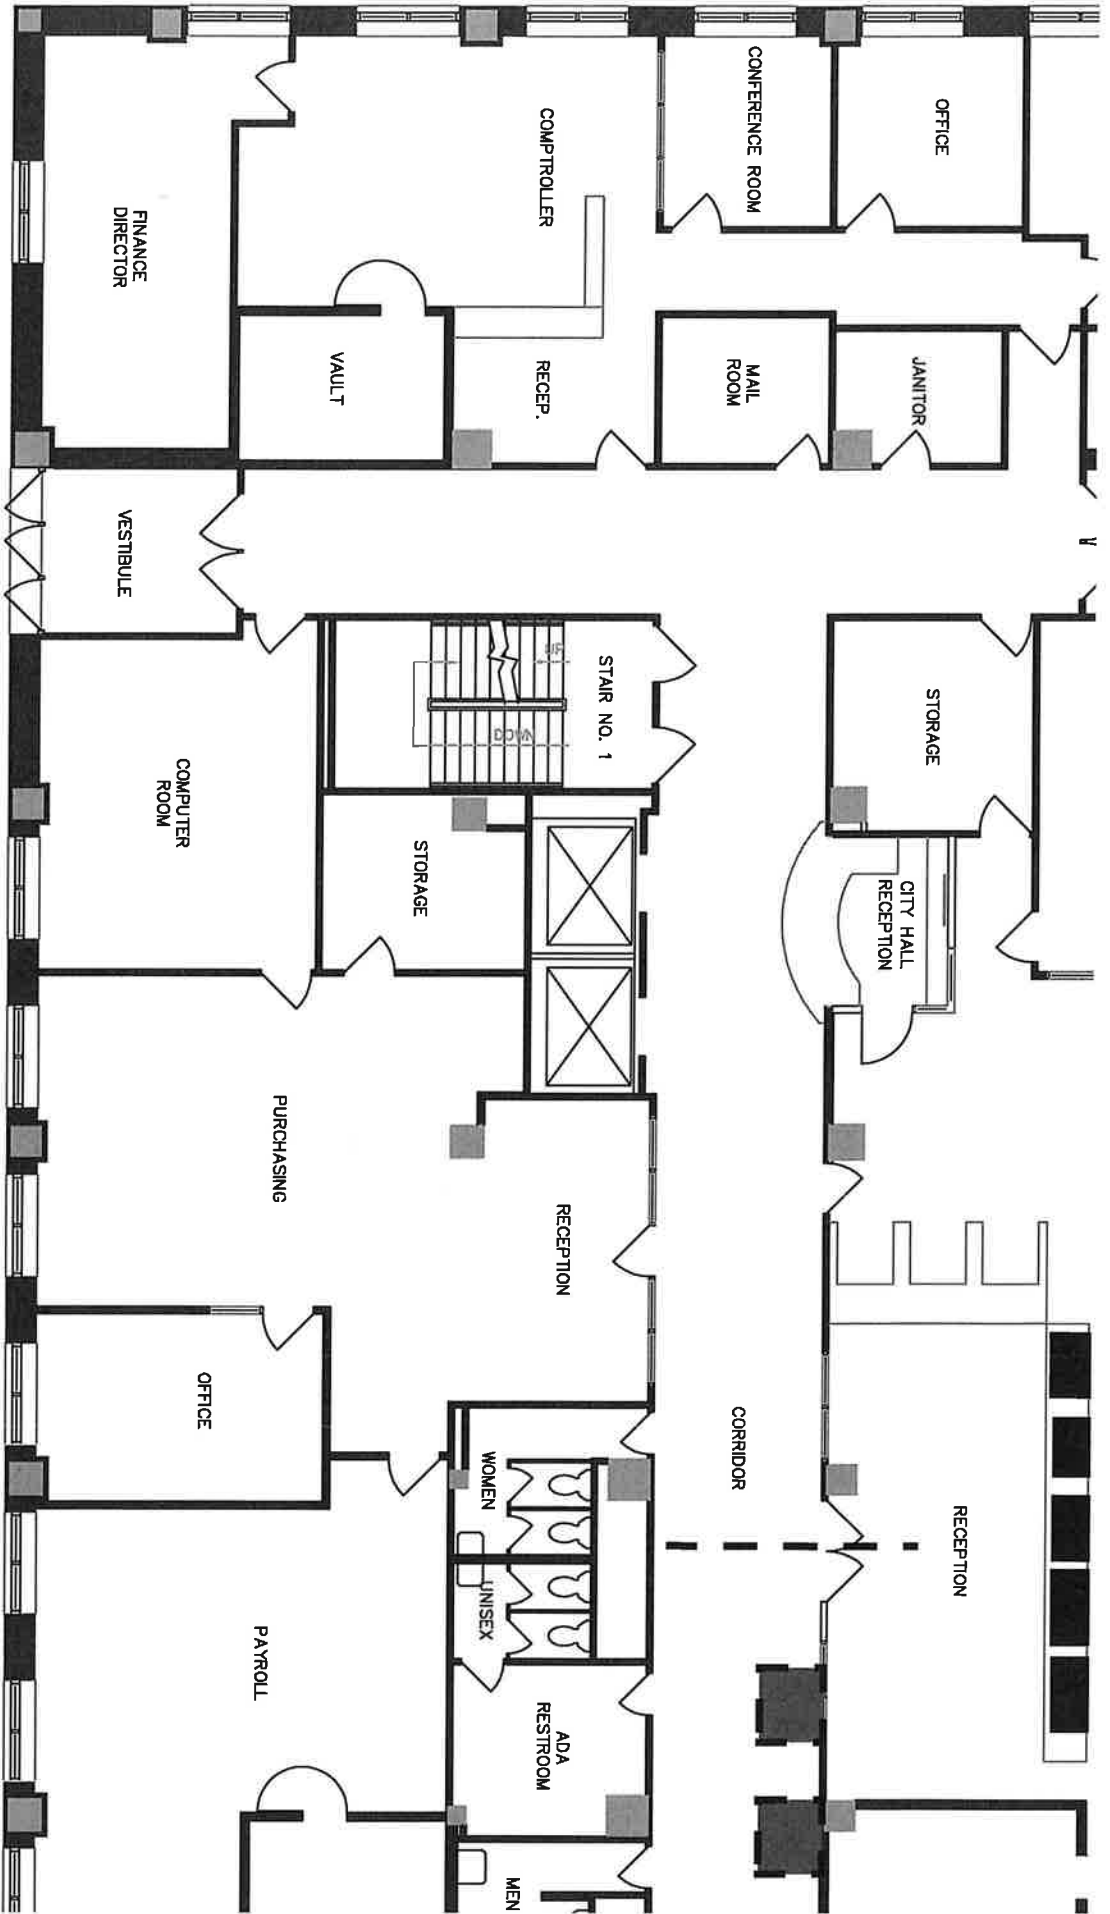 OFFICE
CONFERENCE ROOM
COMPTROLLER
FINANCE
DIRECTOR
JANITOR
MAIL
ROOM
RECEP.
VAULT
VESTIBULE
STORAGE
STAIR NO. 1
UP
DOWN
COMPUTER
ROOM
STORAGE
CITY HALL
RECEPTION
PURCHASING
RECEPTION
OFFICE
CORRIDOR
WOMEN
UNISEX
RECEPTION
PAYROLL
ADA
RESTROOM
MEN